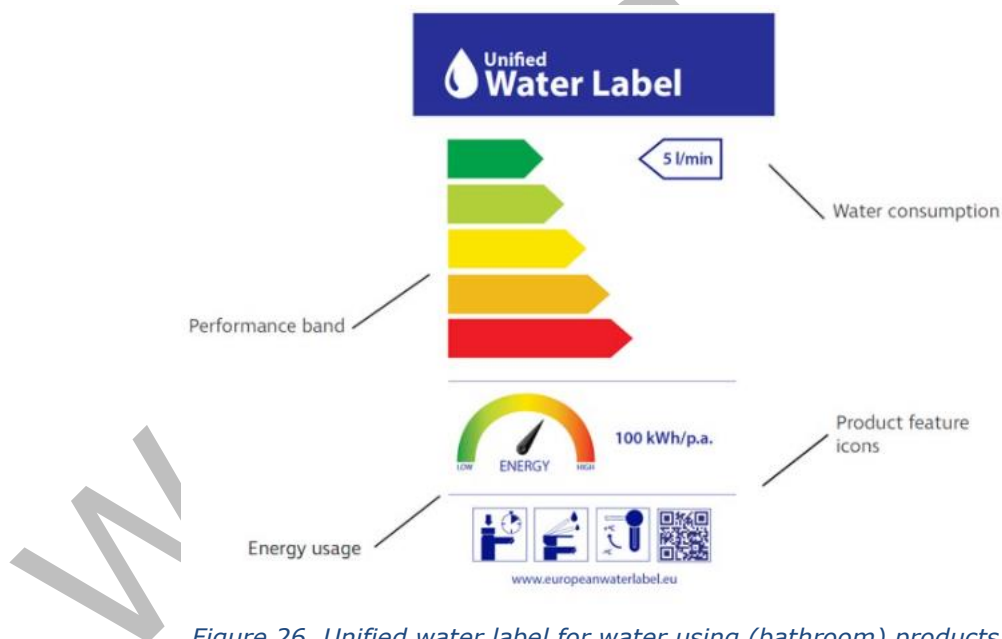 Unified
Water Label
5 l/min
Water consumption
Performance band
100 kWh/p.a.
LOW
ENERGY
HIGH
Product feature
icons
Energy usage
www.europeanwaterlabel.eu
Figure 26. Unified water label for water using (bathroom) products